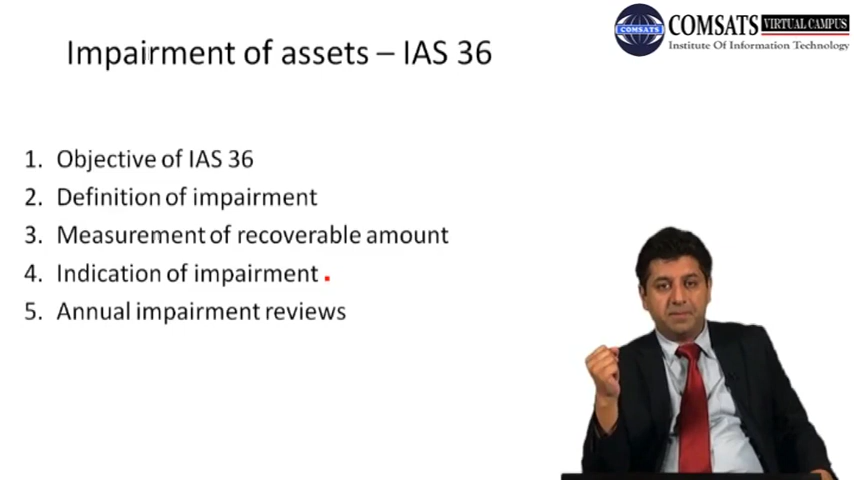 COMSATS VIRTUAL CAMPUS
COMSATS
Institute Of Information Technology
Impairment of assets – IAS 36
1. Objective of IAS 36
2. Definition of impairment
3. Measurement of recoverable amount
4. Indication of impairment
5. Annual impairment reviews